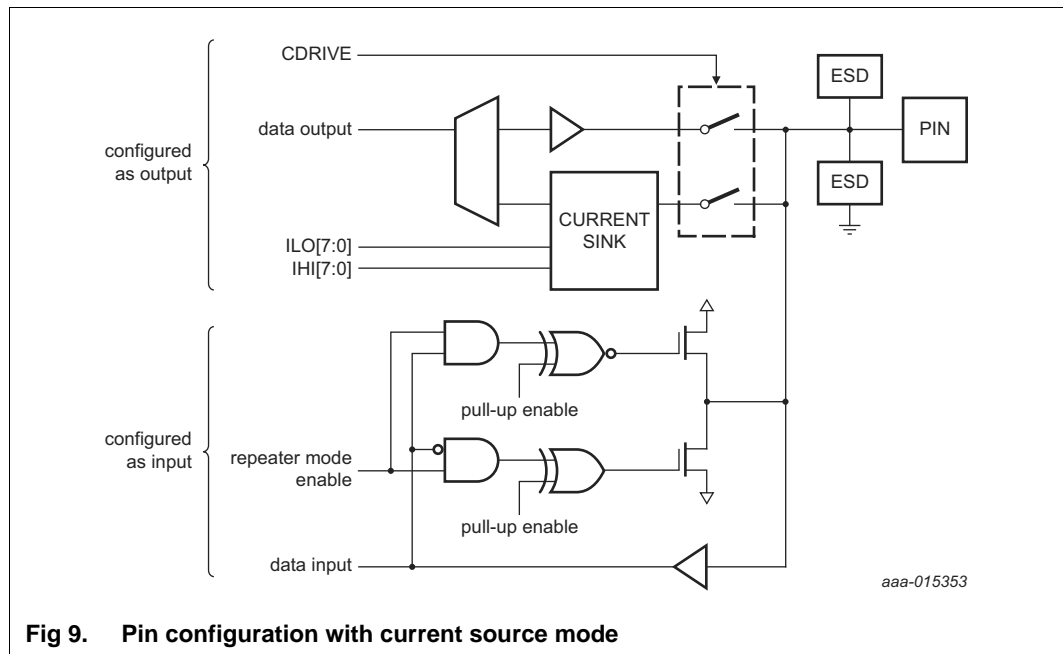 CDRIVE
ESD
data output
PIN
configured
as output
ESD
CURRENT
SINK
ILO[7:0]
IHI[7:0]
pull-up enable
configured
as input
repeater mode
enable
pull-up enable
data input
aaa-015353
Fig 9. Pin configuration with current source mode